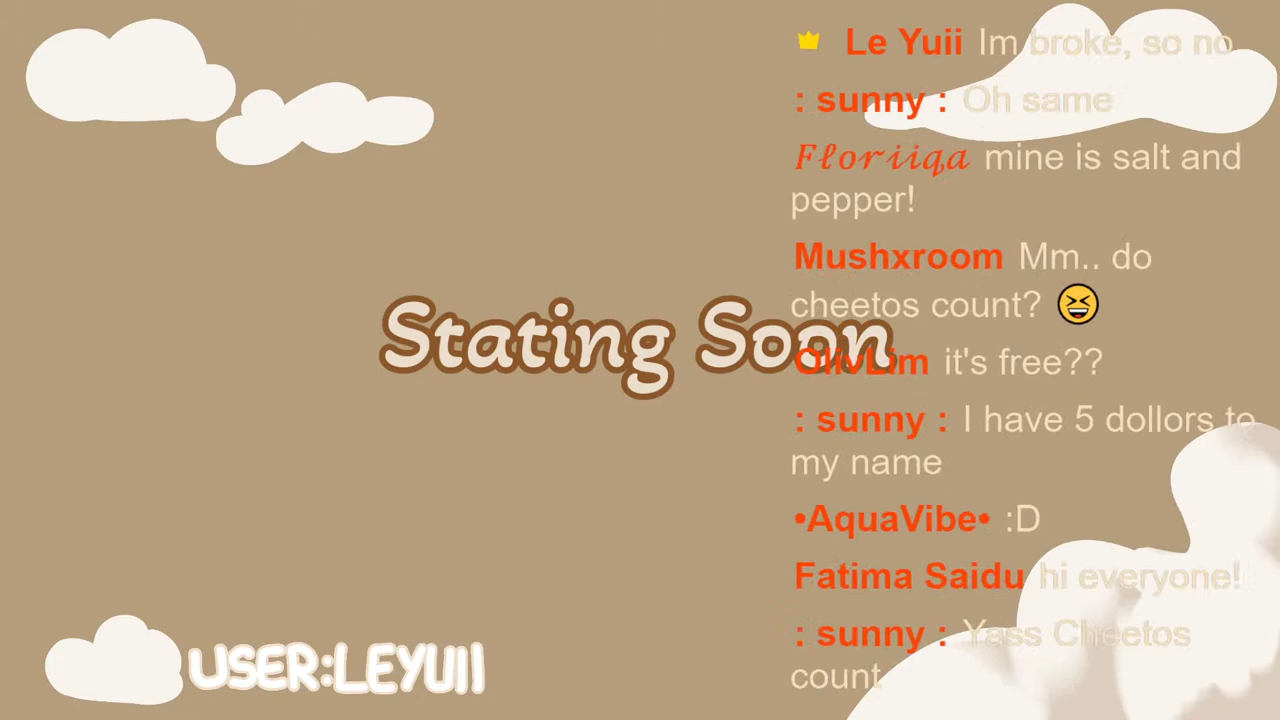 Le Yuii Im broke, so no
: sunny : Oh same
Floriiqa mine is salt and
pepper!
Mushxroom Mm.. do
cheetos count? 😆
Stating Soon
OlivLim it's free??
: sunny : I have 5 dollors to
my name
•AquaVibe• :D
Fatima Saidu hi everyone!
: sunny : Yass Cheetos
count
USER:LEYUII